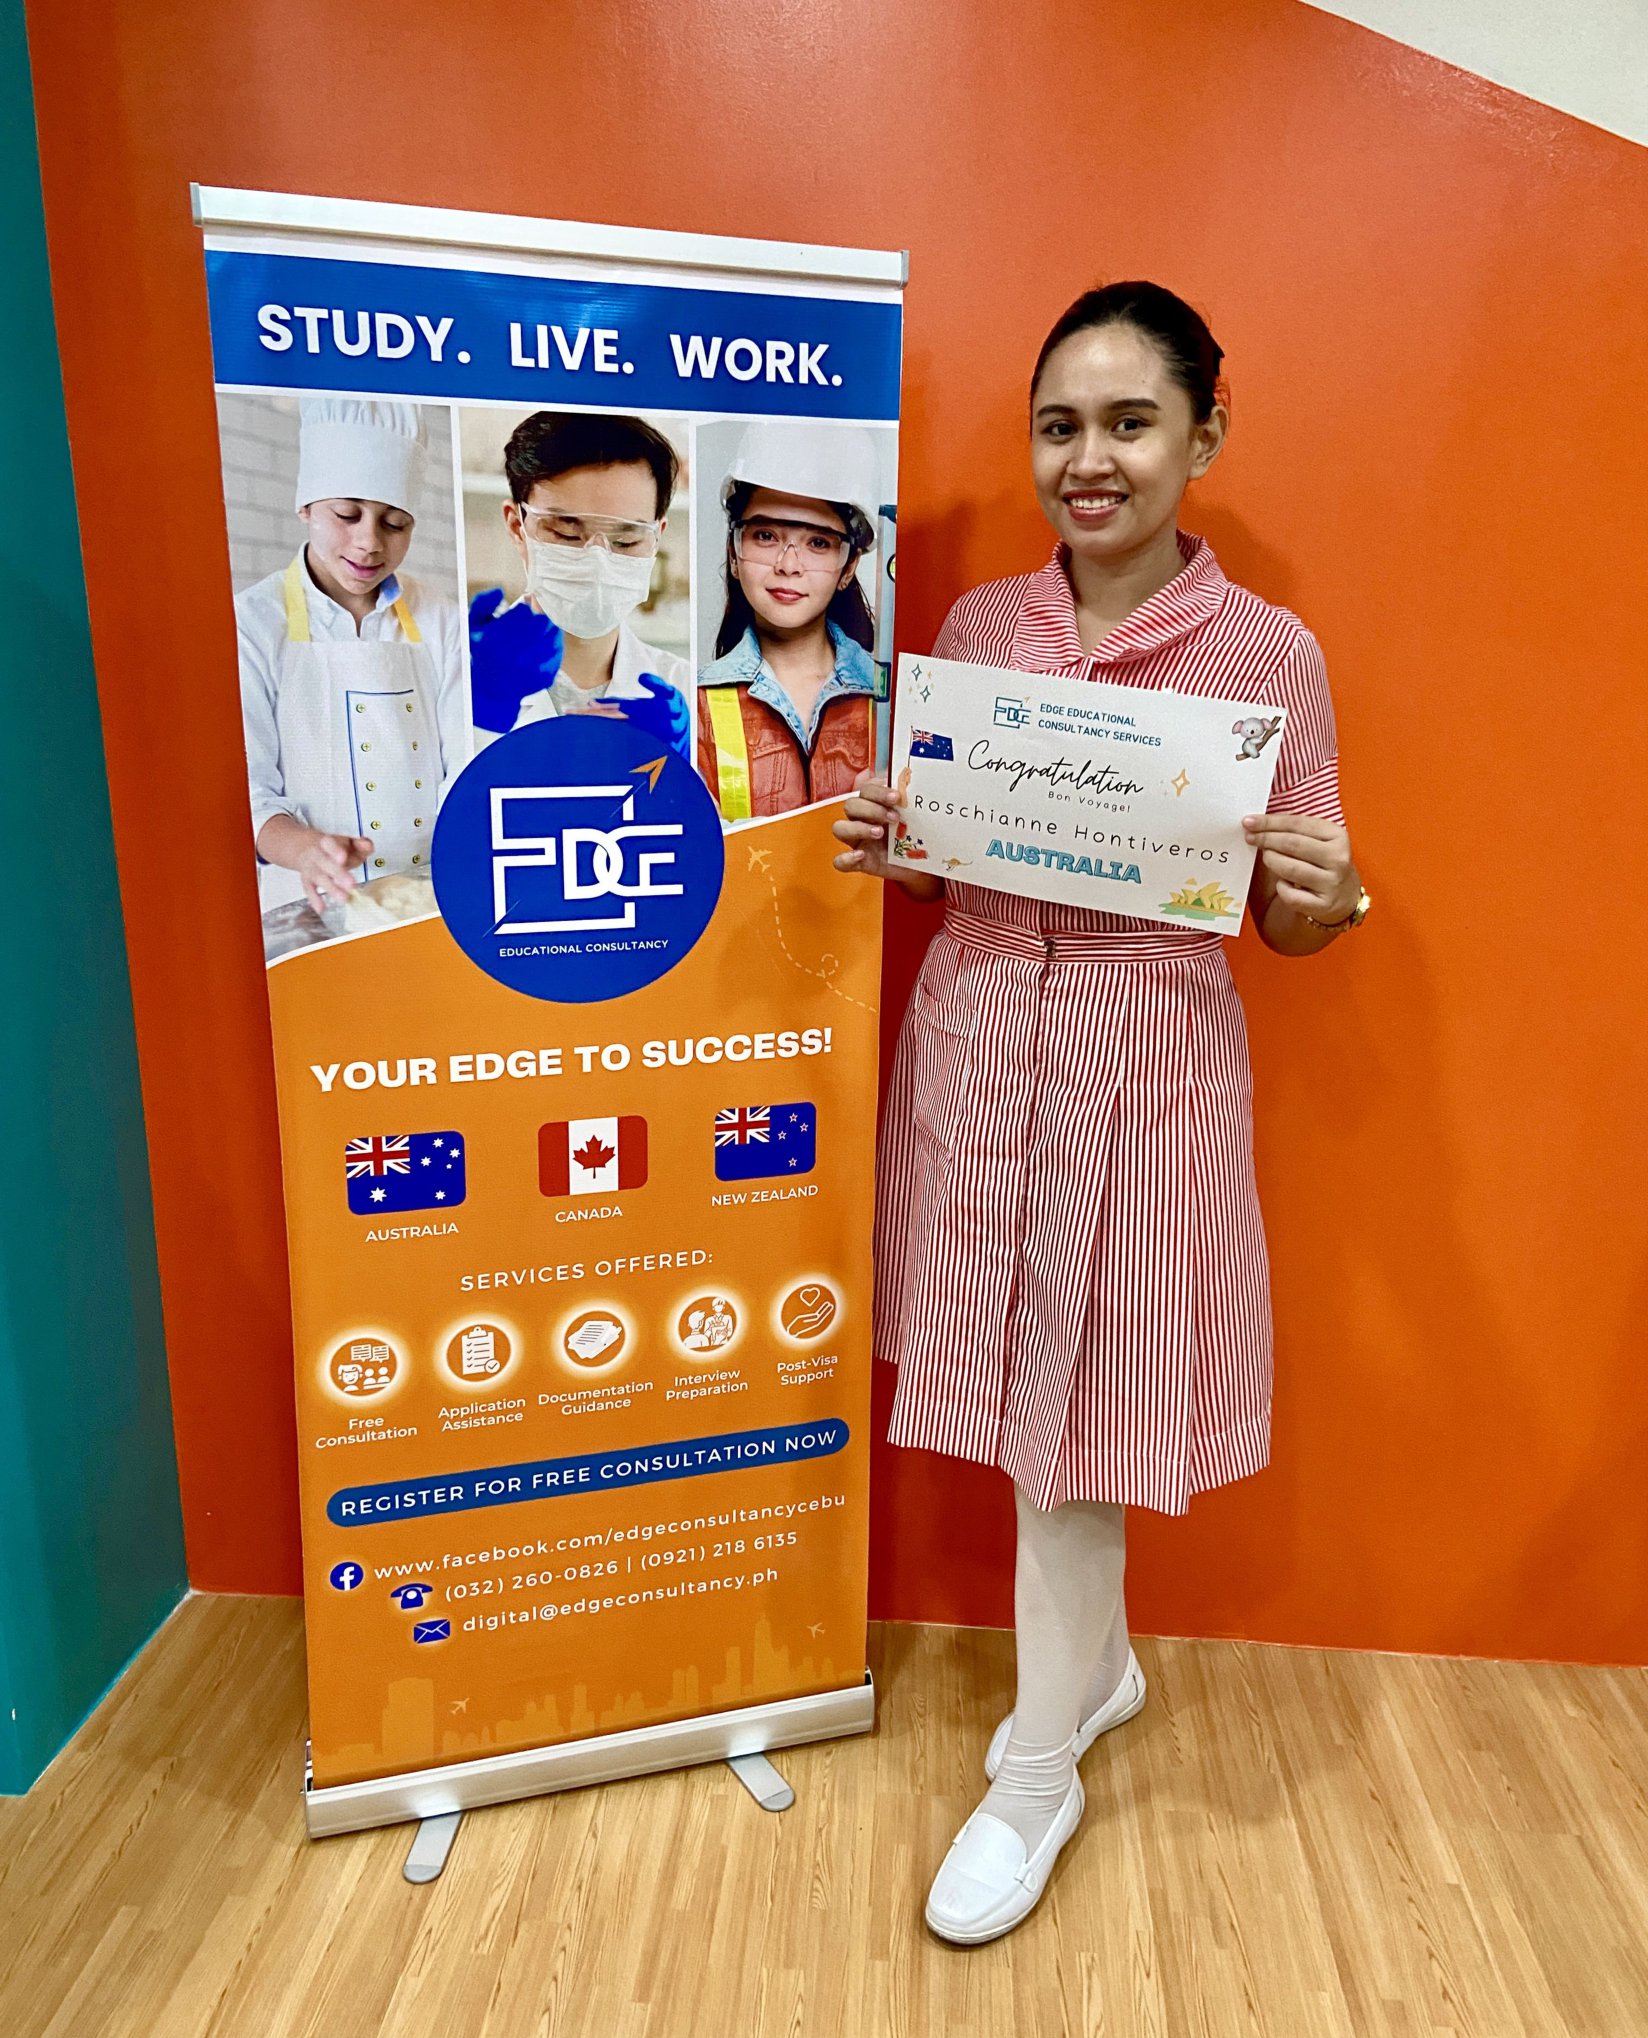 STUDY. LIVE. WORK.
EDGE
EDUCATIONAL CONSULTANCY
YOUR EDGE TO SUCCESS!
AUSTRALIA
CANADA
NEW ZEALAND
SERVICES OFFERED:
Free
Consultation
Application
Assistance
Documentation
Guidance
Interview
Preparation
Post-Visa
Support
REGISTER FOR FREE CONSULTATION NOW
www.facebook.com/edgeconsultancycebu
(032) 260-0826 | (0921) 218 6135
digital@edgeconsultancy.ph
EDGE
EDGE EDUCATIONAL
CONSULTANCY SERVICES
Congratulation
Bon Voyage!
Roschianne Hontiveros
AUSTRALIA